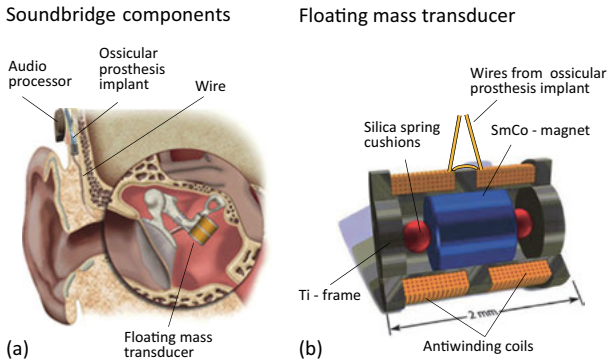 Soundbridge components
Audio
processor
Ossicular
prosthesis
implant
Wire
Floating mass
transducer
(a)
Floating mass transducer
Wires from ossicular
prosthesis implant
Silica spring
cushions
SmCo - magnet
Ti - frame
2 mm
Antiwinding coils
(b)